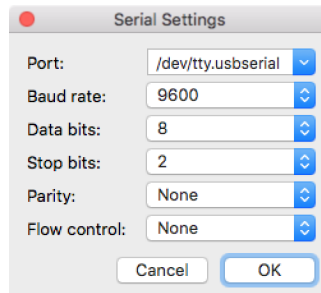 Serial Settings
Port: /dev/tty.usbserial
Baud rate: 9600
Data bits: 8
Stop bits: 2
Parity: None
Flow control: None
Cancel OK